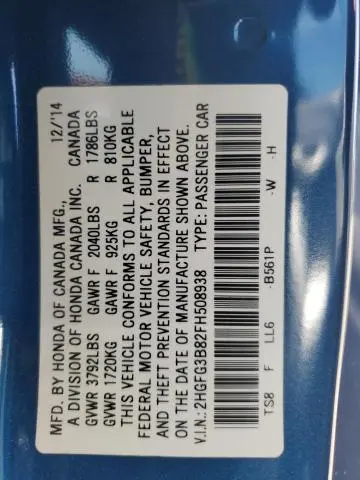 MFD. BY HONDA OF CANADA MFG., 12/'14
A DIVISION OF HONDA CANADA INC. CANADA
GVWR 3792LBS GAWR F 2040LBS R 1786LBS
GVWR 1720KG GAWR F 925KG R 810KG
THIS VEHICLE CONFORMS TO ALL APPLICABLE
FEDERAL MOTOR VEHICLE SAFETY, BUMPER,
AND THEFT PREVENTION STANDARDS IN EFFECT
ON THE DATE OF MANUFACTURE SHOWN ABOVE.
V.I.N.: 2HGFG3B82FH508938 TYPE: PASSENGER CAR
TS8 F LL6 -B561P -W -H